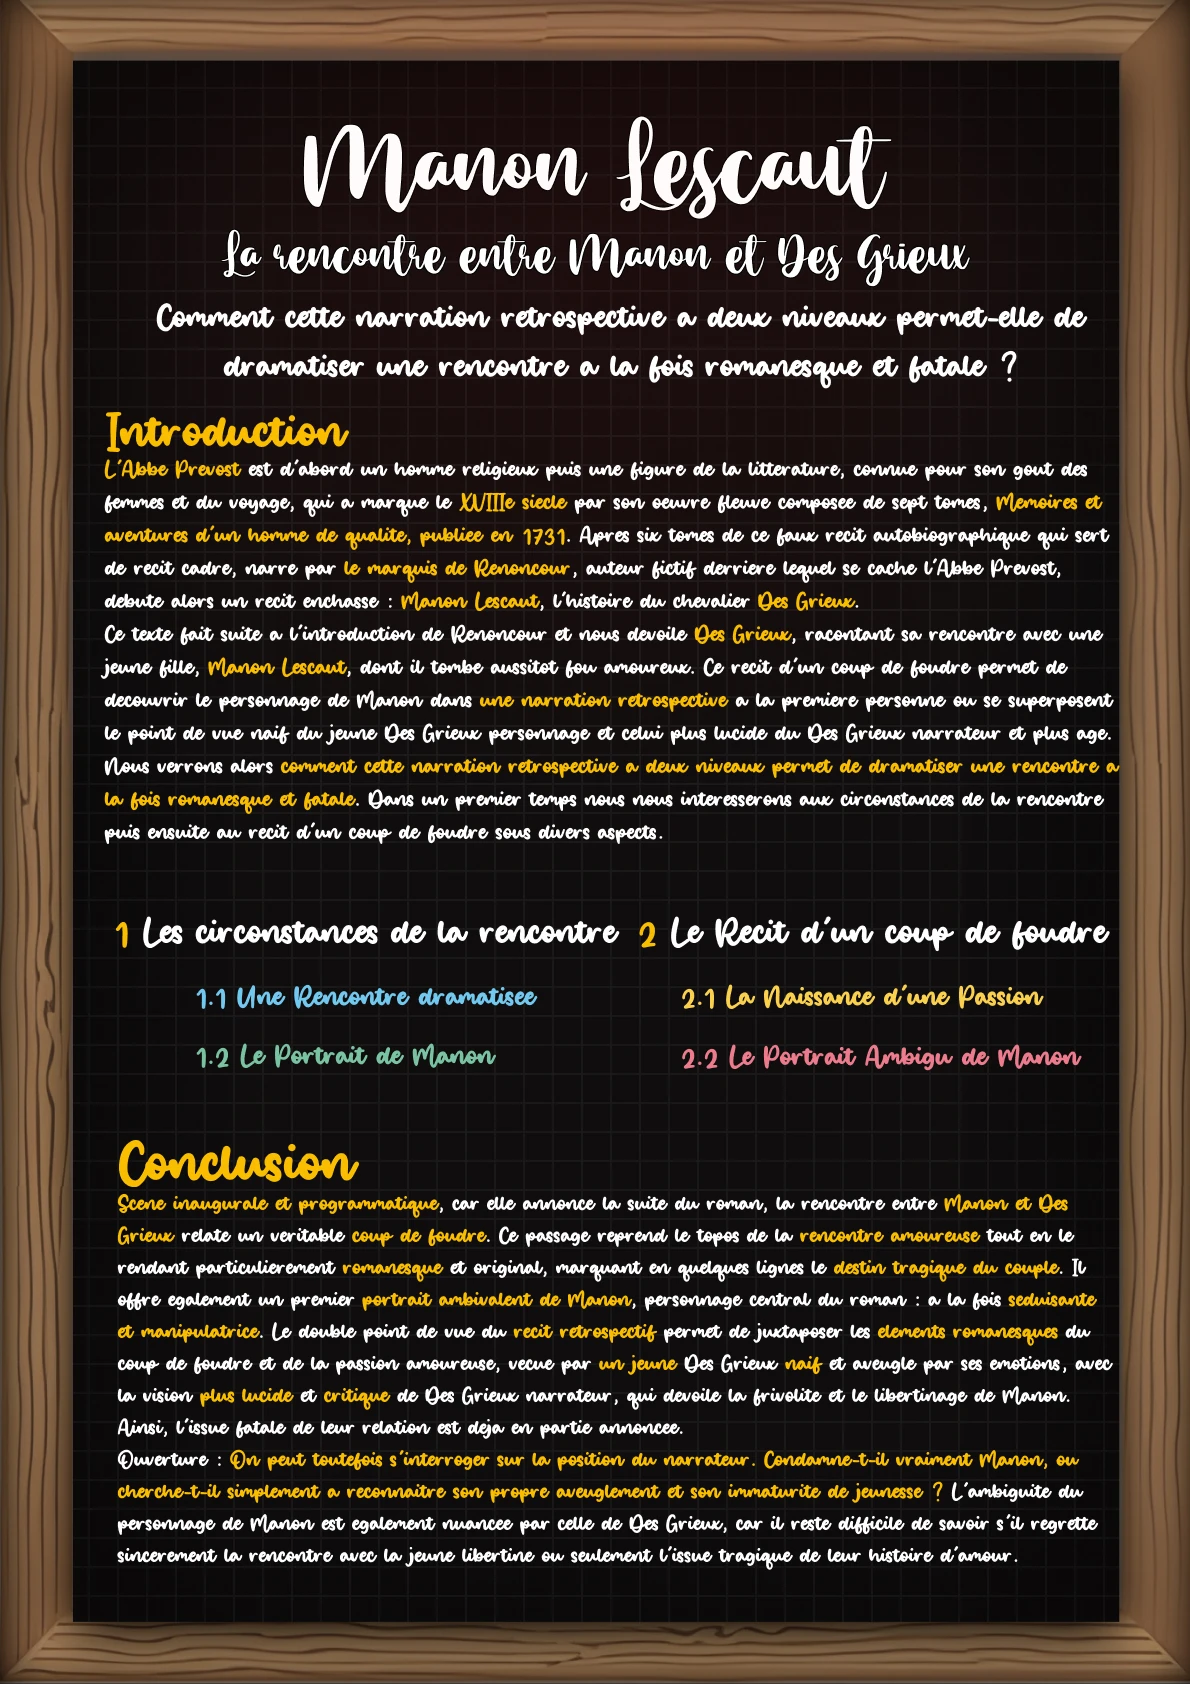 Manon Lescaut
La rencontre entre Manon et Des Grieux
Comment cette narration retrospective a deux niveaux permet-elle de
dramatiser une rencontre a la fois romanesque et fatale ?
Introduction
L'Abbe Prevost est d'abord un homme religieux puis une figure de la litterature, connue pour son gout des
femmes et du voyage, qui a marque le XVIIIe siecle par son oeuvre fleuve composee de sept tomes, Memoires et
aventures d'un homme de qualite, publiee en 1731. Apres six tomes de ce faux recit autobiographique qui sert
de recit cadre, narre par le marquis de Renoncour, auteur fictif derriere lequel se cache l'Abbe Prevost,
debute alors un recit enchasse : Manon Lescaut, l'histoire du chevalier Des Grieux.
Ce texte fait suite a l'introduction de Renoncour et nous devoile Des Grieux, racontant sa rencontre avec une
jeune fille, Manon Lescaut, dont il tombe aussitot fou amoureux. Ce recit d'un coup de foudre permet de
decouvrir le personnage de Manon dans une narration retrospective a la premiere personne ou se superposent
le point de vue naif du jeune Des Grieux personnage et celui plus lucide du Des Grieux narrateur et plus age.
Nous verrons alors comment cette narration retrospective a deux niveaux permet de dramatiser une rencontre a
la fois romanesque et fatale. Dans un premier temps nous nous interesserons aux circonstances de la rencontre
puis ensuite au recit d'un coup de foudre sous divers aspects.
1 Les circonstances de la rencontre
1.1 Une Rencontre dramatisee
1.2 Le Portrait de Manon
2 Le Recit d'un coup de foudre
2.1 La Naissance d'une Passion
2.2 Le Portrait Ambigu de Manon
Conclusion
Scene inaugurale et programmatique, car elle annonce la suite du roman, la rencontre entre Manon et Des
Grieux relate un veritable coup de foudre. Ce passage reprend le topos de la rencontre amoureuse tout en le
rendant particulierement romanesque et original, marquant en quelques lignes le destin tragique du couple. Il
offre egalement un premier portrait ambivalent de Manon, personnage central du roman : a la fois seduisante
et manipulatrice. Le double point de vue du recit retrospectif permet de juxtaposer les elements romanesques du
coup de foudre et de la passion amoureuse, vecue par un jeune Des Grieux naif et aveugle par ses emotions, avec
la vision plus lucide et critique de Des Grieux narrateur, qui devoile la frivolite et le libertinage de Manon.
Ainsi, l'issue fatale de leur relation est deja en partie annoncee.
Ouverture : On peut toutefois s'interroger sur la position du narrateur. Condamne-t-il vraiment Manon, ou
cherche-t-il simplement a reconnaitre son propre aveuglement et son immaturite de jeunesse ? L'ambiguite du
personnage de Manon est egalement nuancee par celle de Des Grieux, car il reste difficile de savoir s'il regrette
sincerement la rencontre avec la jeune libertine ou seulement l'issue tragique de leur histoire d'amour.